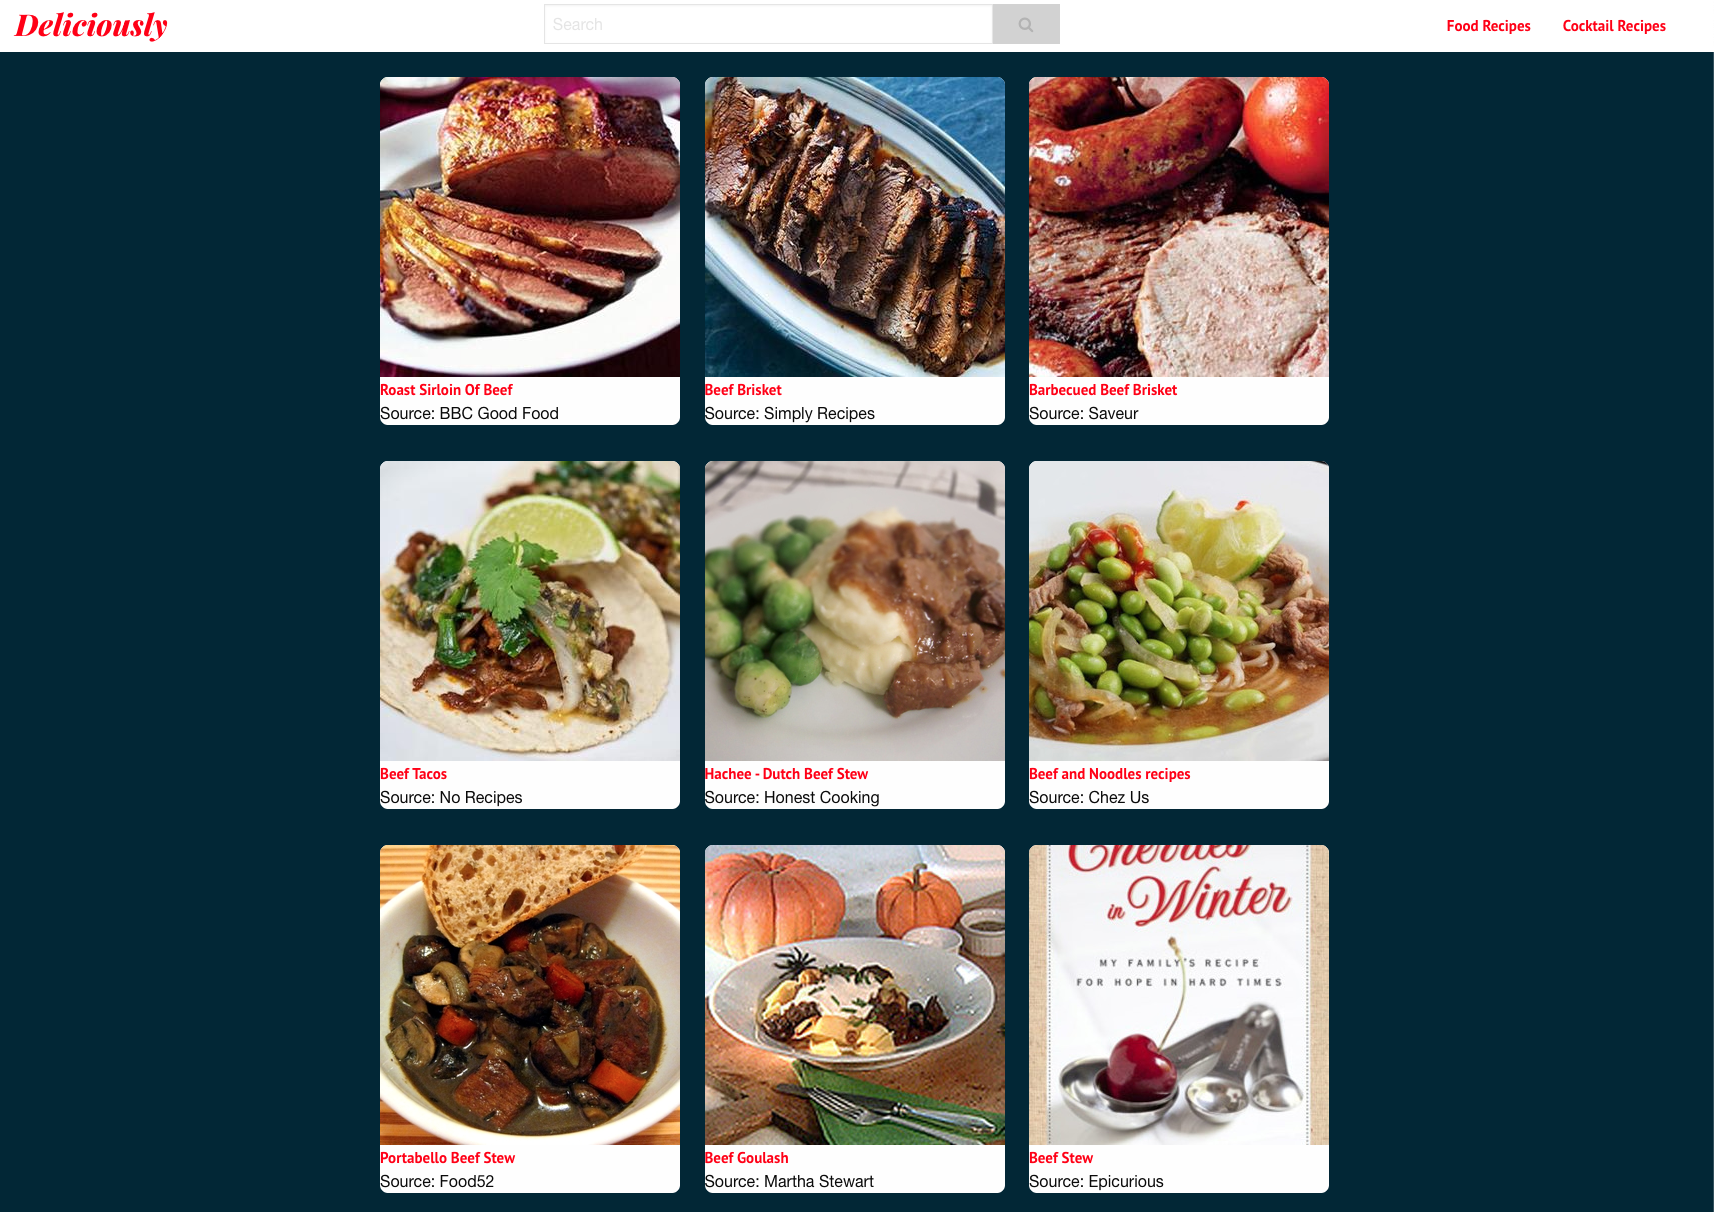 Deliciously
Search
Food Recipes
Cocktail Recipes
Roast Sirloin Of Beef
Source: BBC Good Food
Beef Brisket
Source: Simply Recipes
Barbecued Beef Brisket
Source: Saveur
Beef Tacos
Source: No Recipes
Hachee - Dutch Beef Stew
Source: Honest Cooking
Beef and Noodles recipes
Source: Chez Us
Portabello Beef Stew
Source: Food52
Beef Goulash
Source: Martha Stewart
Cherries
in Winter
MY FAMILY'S RECIPE
FOR HOPE IN HARD TIMES
Beef Stew
Source: Epicurious